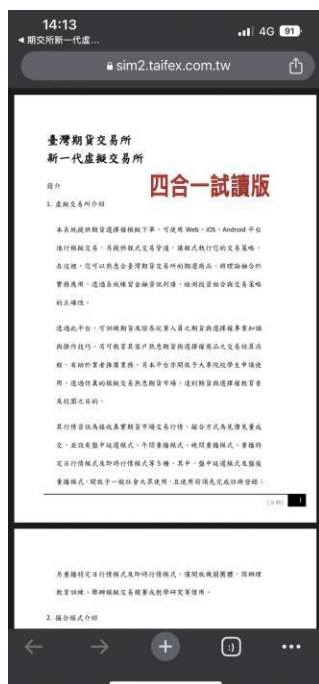 14:13
4G 91
◀ 期交所新一代虛...
sim2.taifex.com.tw
臺灣期貨交易所
新一代虛擬交易所
四合一試讀版
簡介
1. 虛擬交易所介紹
本系統提供期貨選擇權模擬下單,可使用 Web、iOS、Android 平台
進行模擬交易,另提供程式交易管道,讓程式執行您的交易策略。
在這裡,您可以熟悉全臺灣期貨交易所的期選商品,將理論融合於
實務應用,透過系統練習金融資訊判讀,檢測投資組合與交易策略
的正確性。
透過此平台,可訓練期貨及證券從業人員之期貨與選擇權專業知識
與操作技巧,另可教育其客戶熟悉期貨與選擇權商品之交易結算流
程,有助於業者推廣業務。另本平台亦開放予大專院校學生申請使
用,透過仿真的模擬交易熟悉期貨市場,達到期貨與選擇權教育普
及校園之目的。
其行情資訊為接收真實期貨市場交易行情,撮合方式為見價見量成
交,並設有盤中延遲模式、午間重播模式、晚間重播模式、重播特
定日行情模式及即時行情模式等 5 種。其中,盤中延遲模式及盤後
重播模式,開放予一般社會大眾使用,且使用前須先完成註冊登錄;
1
另重播特定日行情模式及即時行情模式,僅開放機關團體,因辦理
教育訓練、舉辦模擬交易競賽或教學研究等借用。
2. 撮合模式介紹